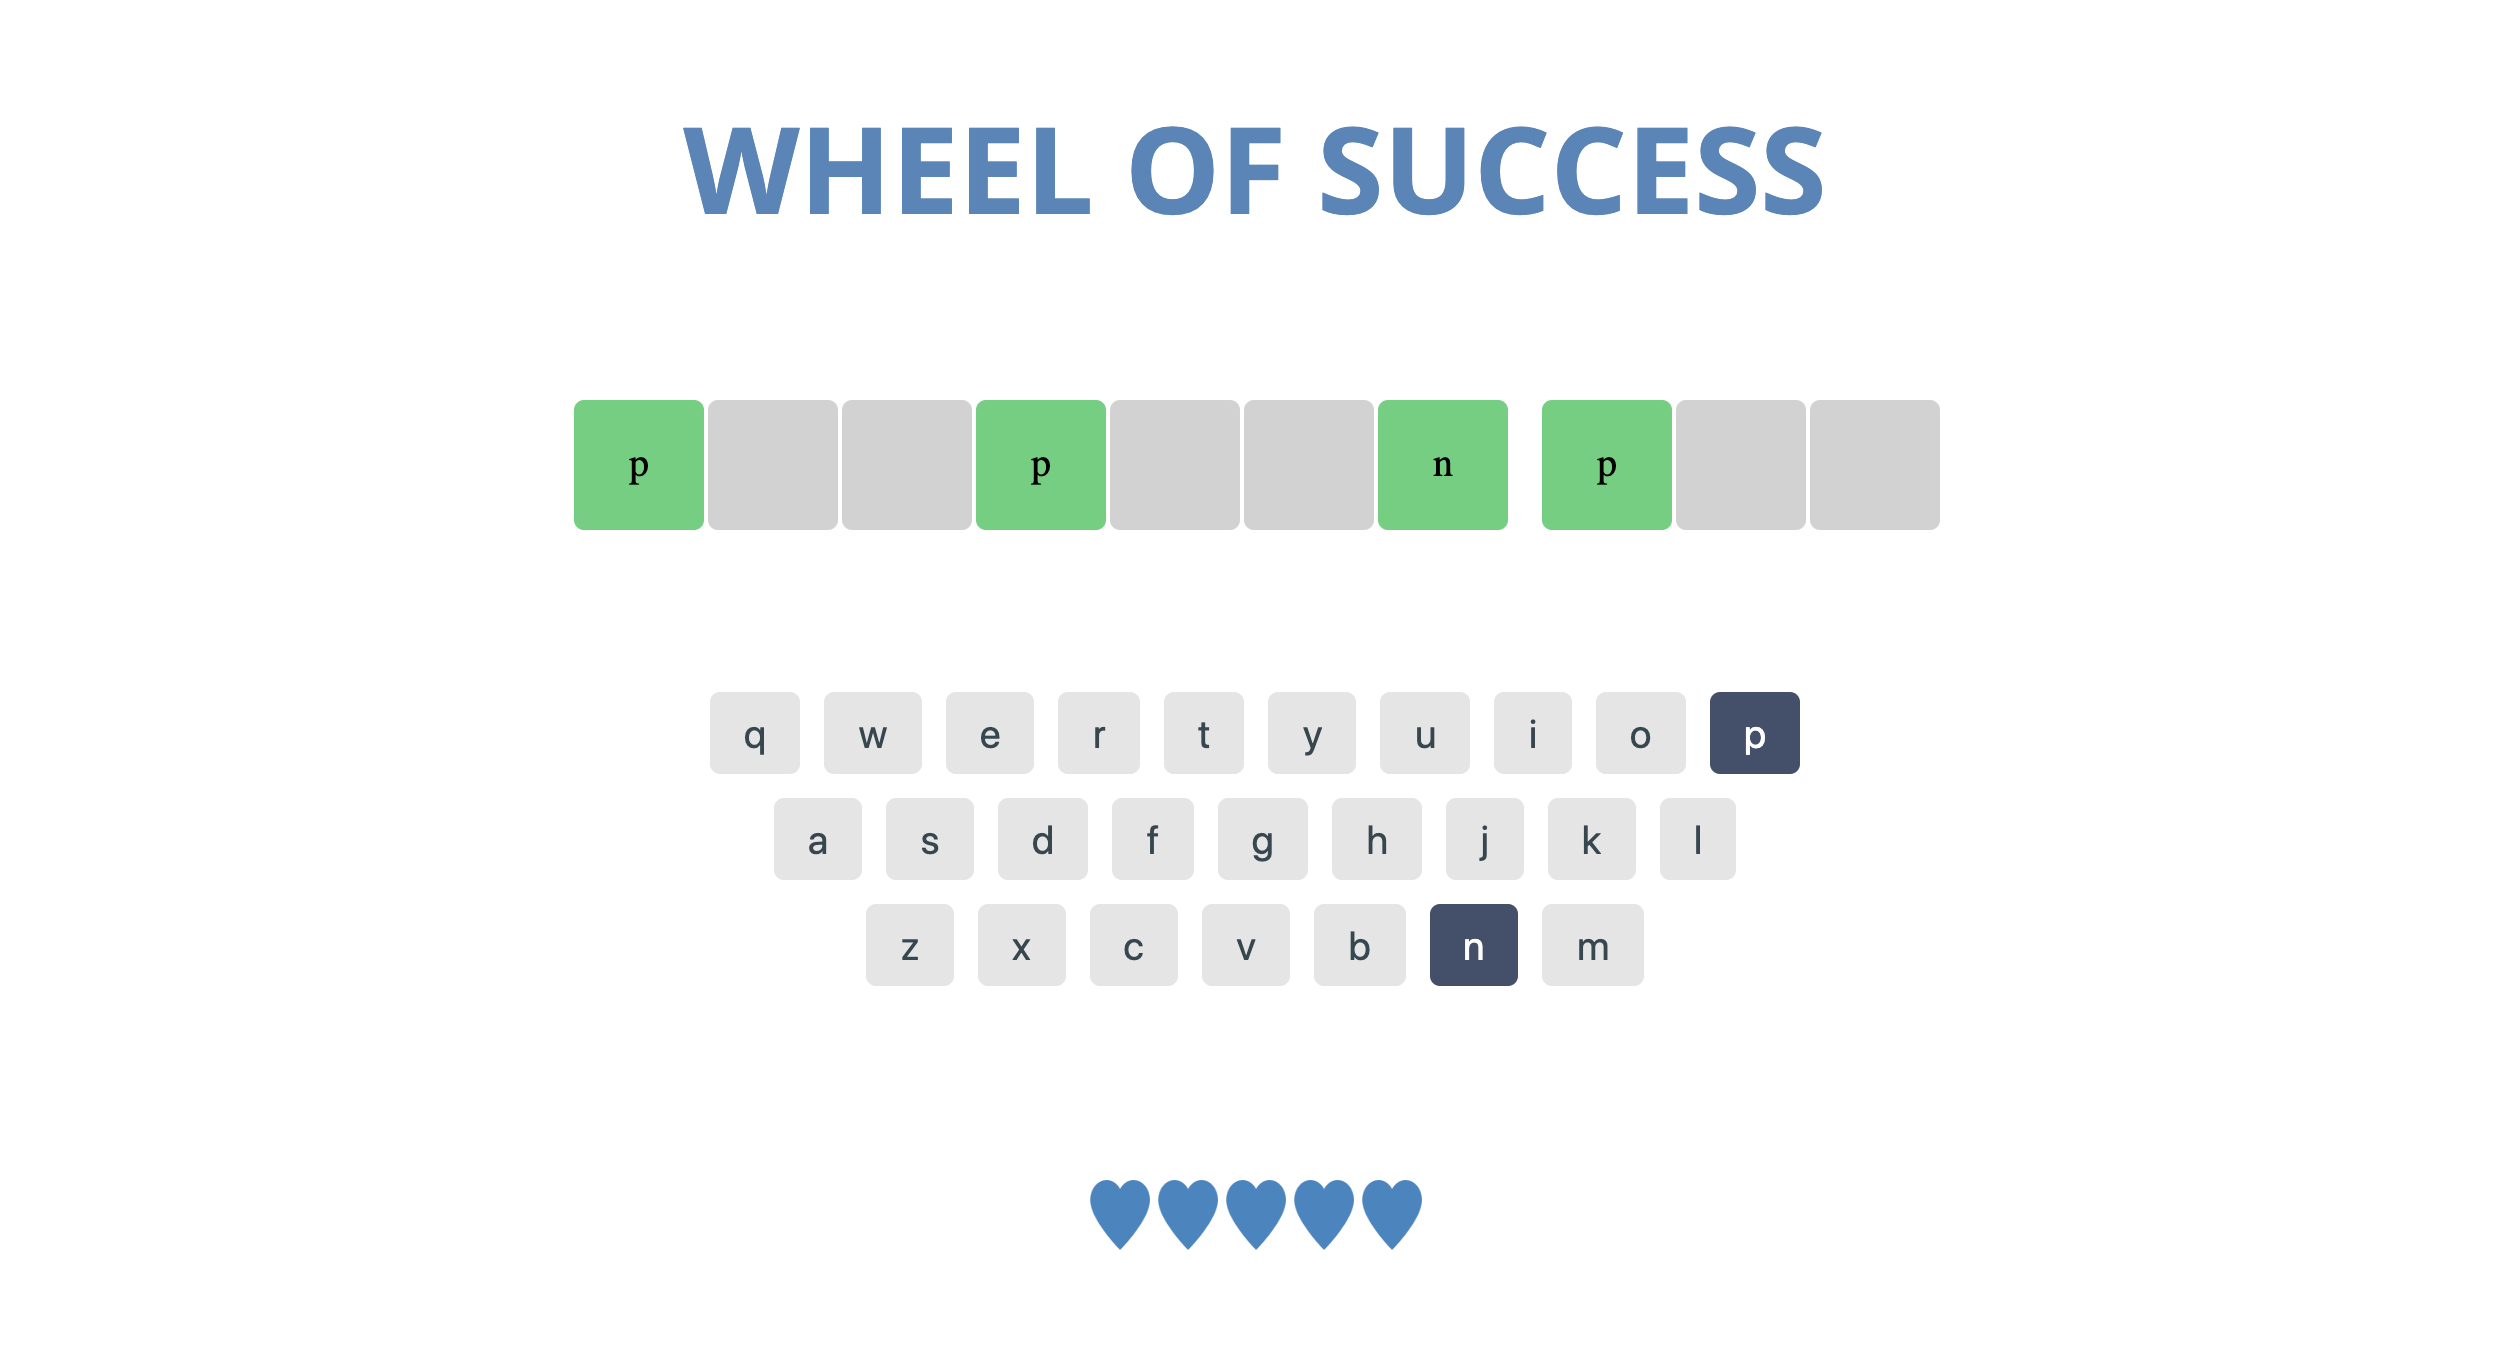 WHEEL OF SUCCESS
p p n p
q w e r t y u i o p
a s d f g h j k l
z x c v b n m